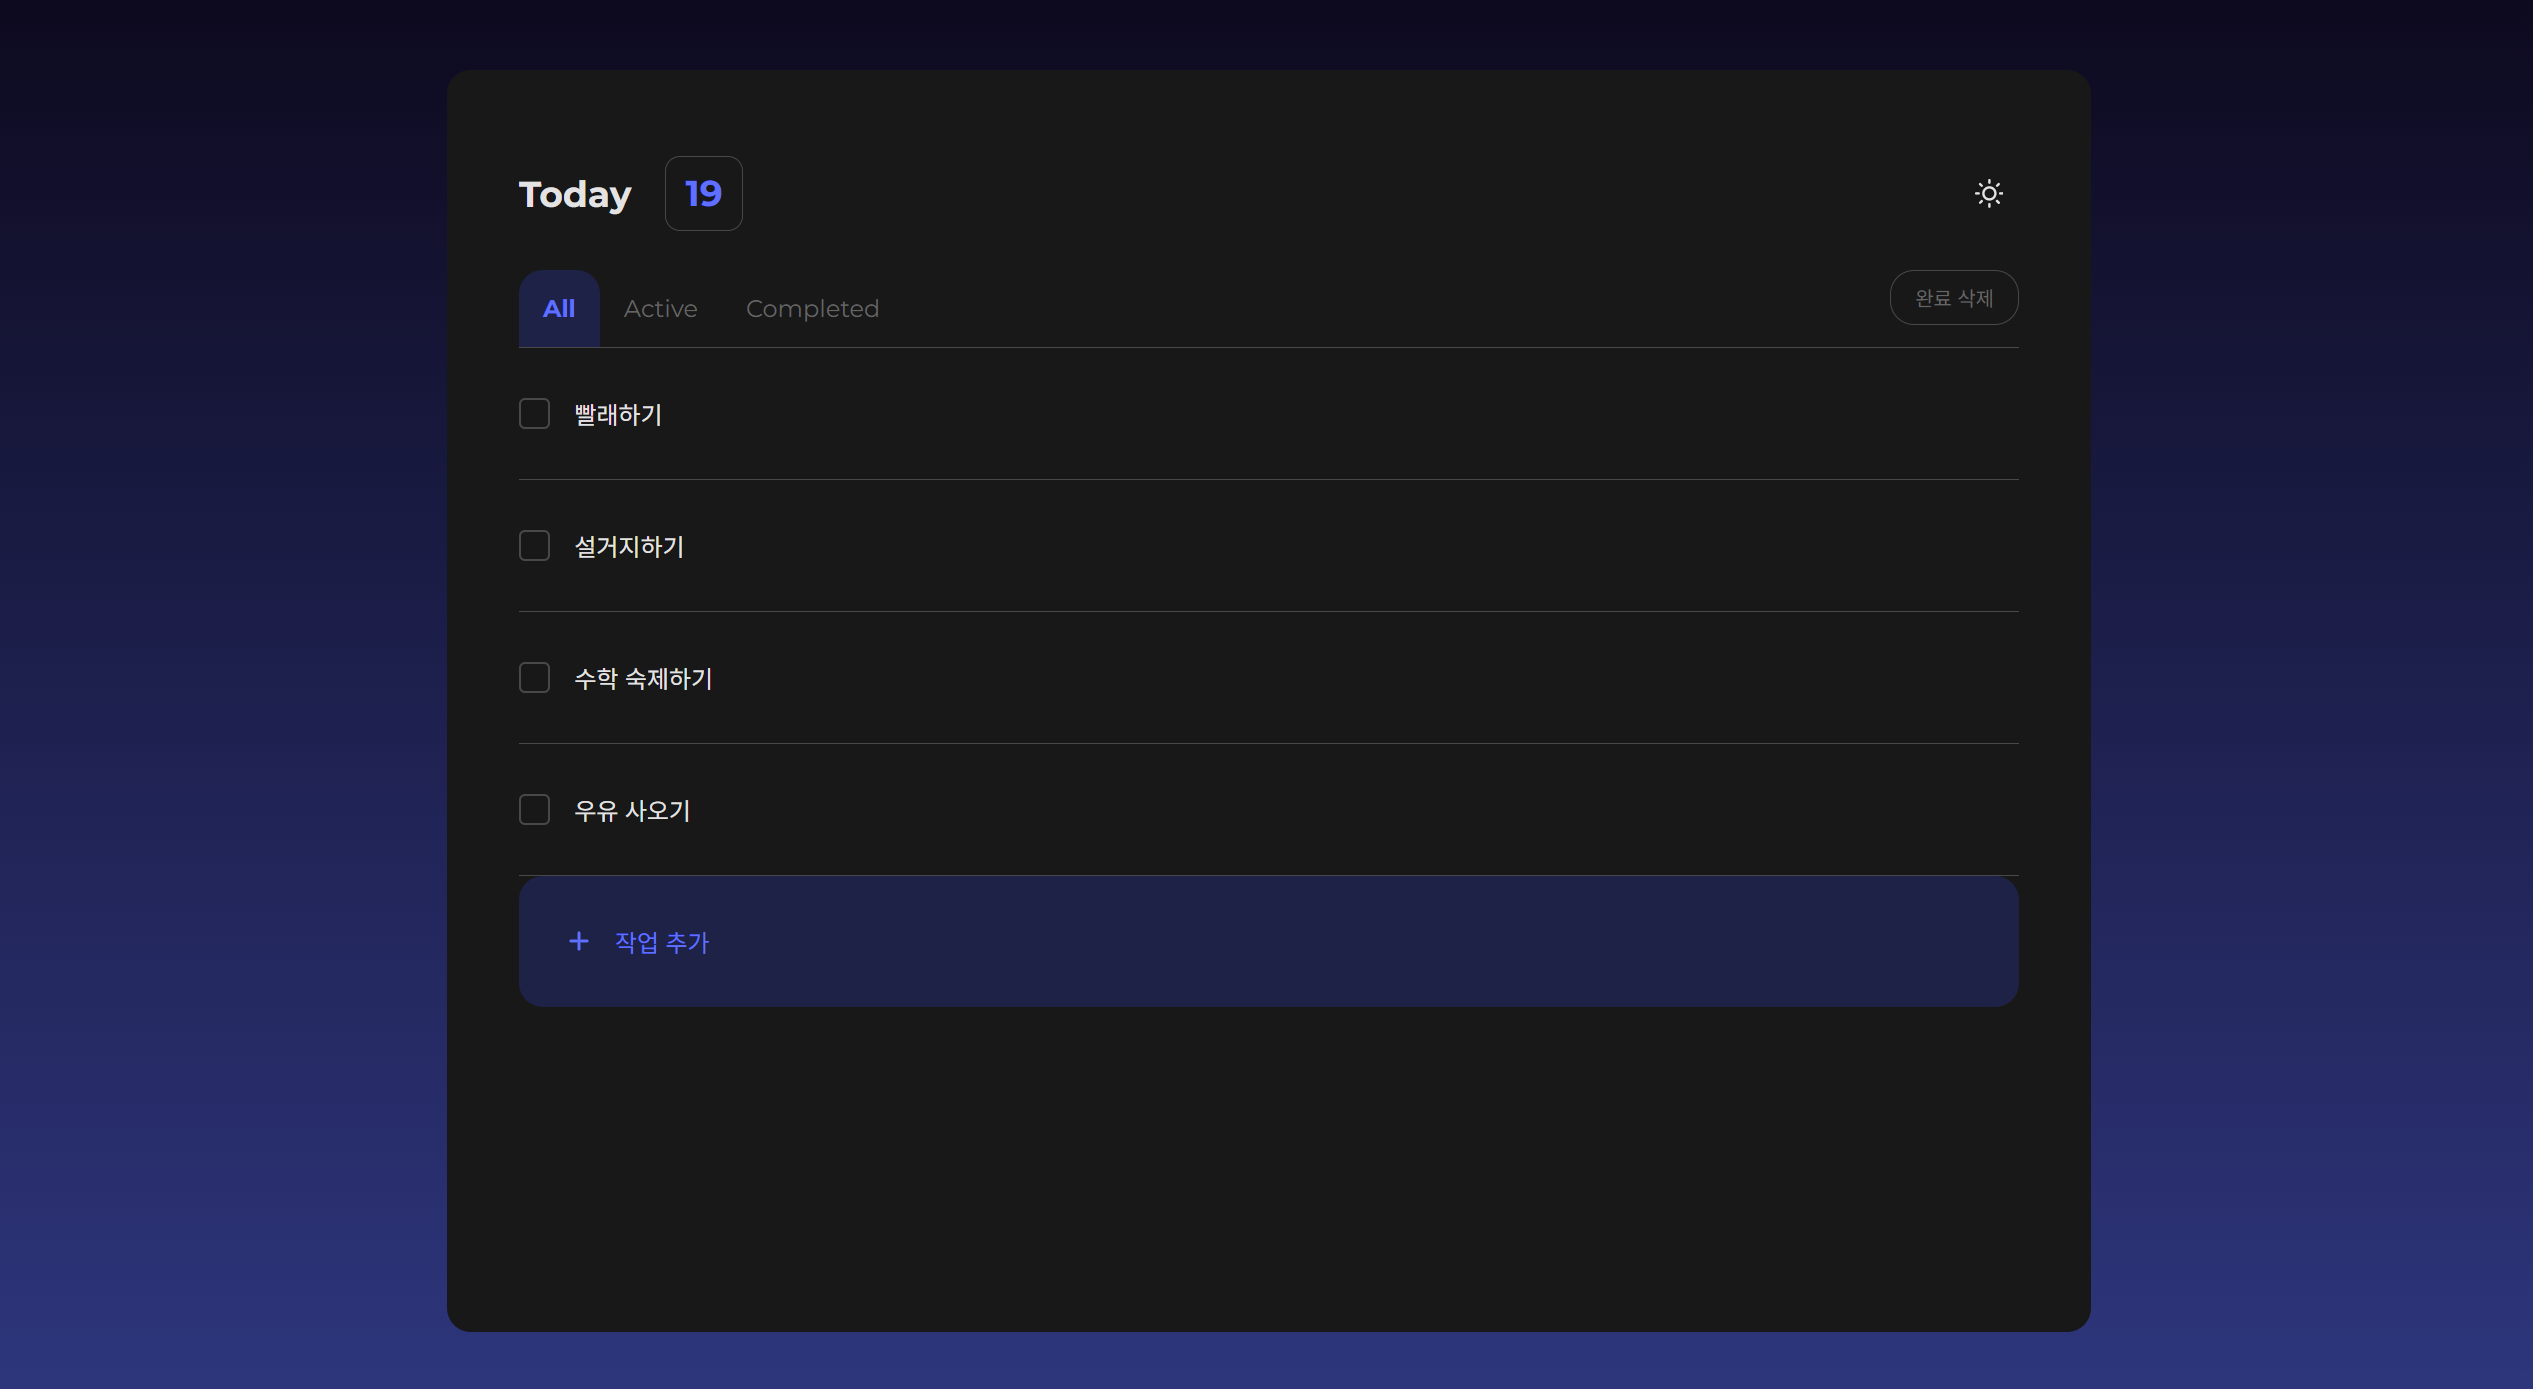 Today 19
All Active Completed 완료 삭제
빨래하기
설거지하기
수학 숙제하기
우유 사오기
+ 작업 추가